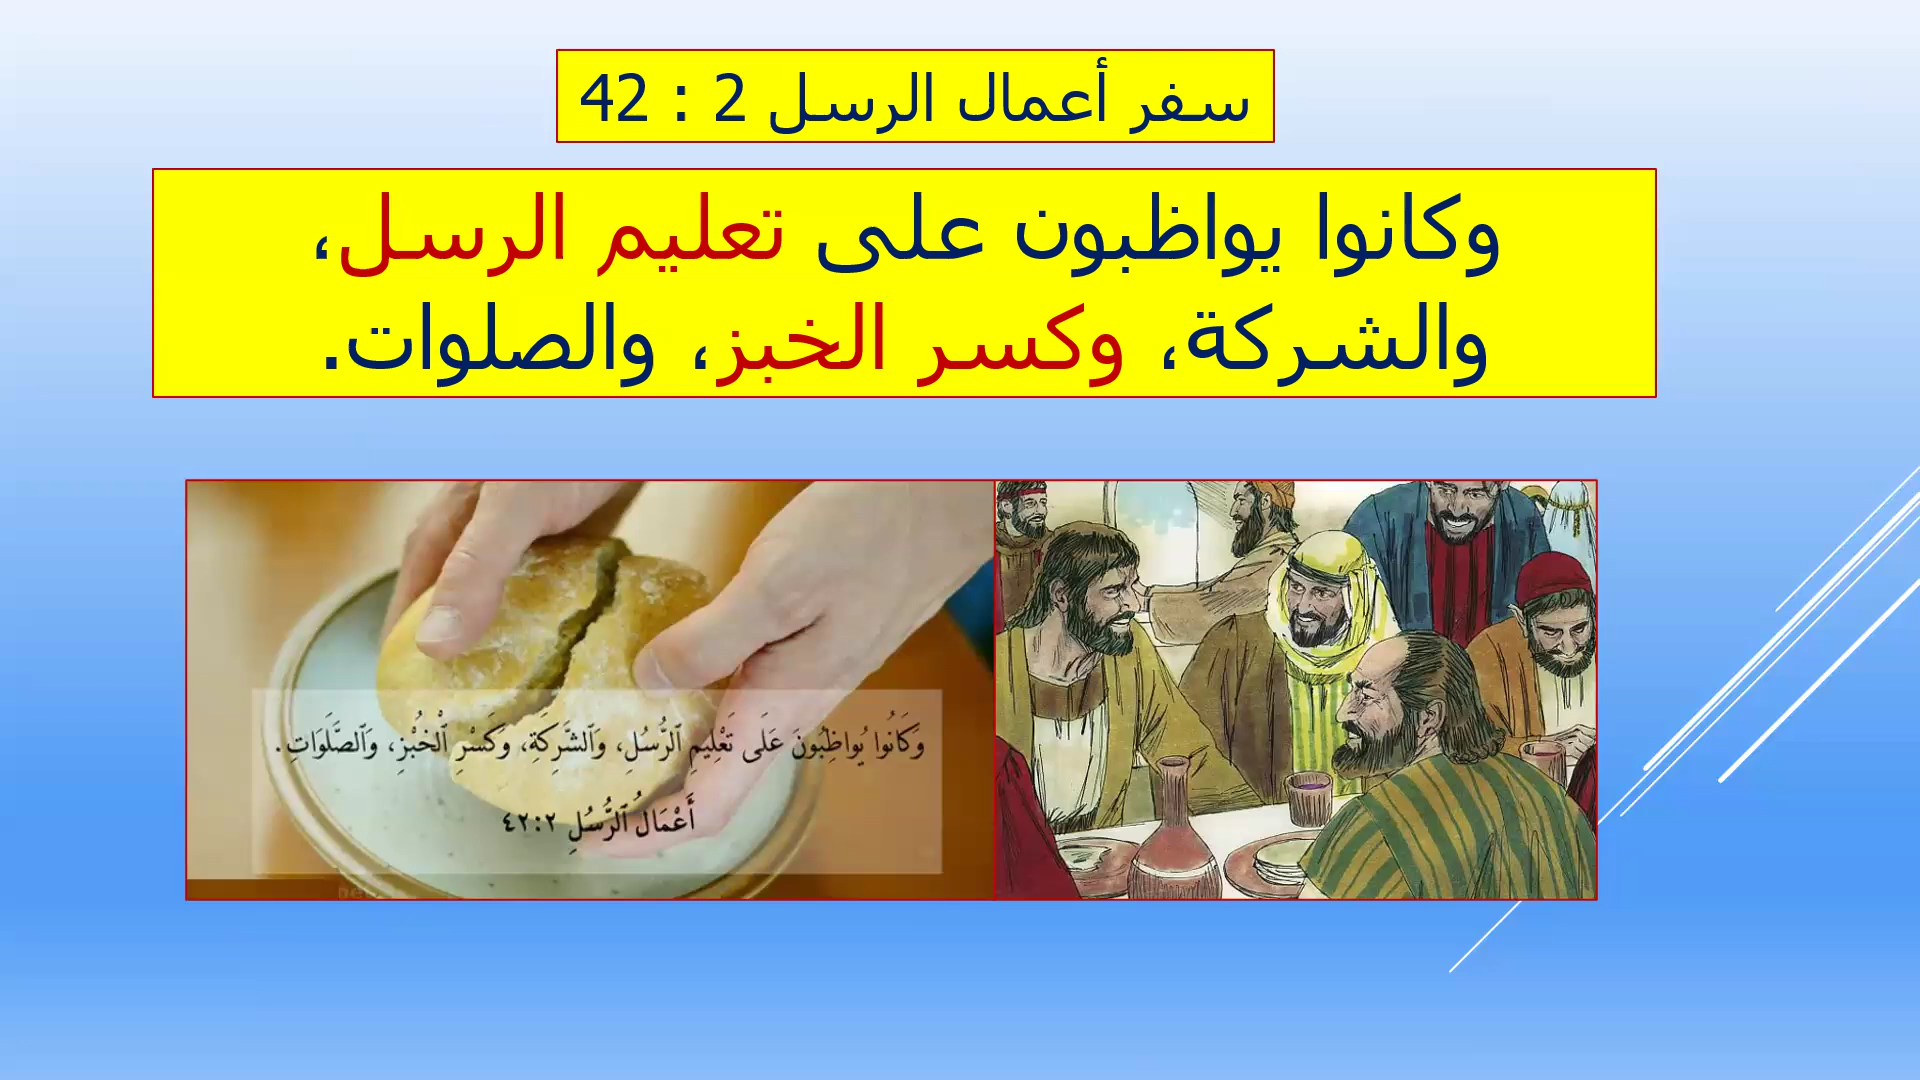 سفر أعمال الرسل 2 : 42
وكانوا يواظبون على تعليم الرسل،
والشركة، وكسر الخبز، والصلوات.
وَكَانُوا يُواظِبُونَ عَلَى تَعْلِيمِ ٱلرُّسُلِ، وَٱلشَّرِكَةِ، وَكَسْرِ ٱلْخُبْزِ، وَٱلصَّلَوَاتِ.
أَعْمَالُ ٱلرُّسُلِ ٤٢:٢